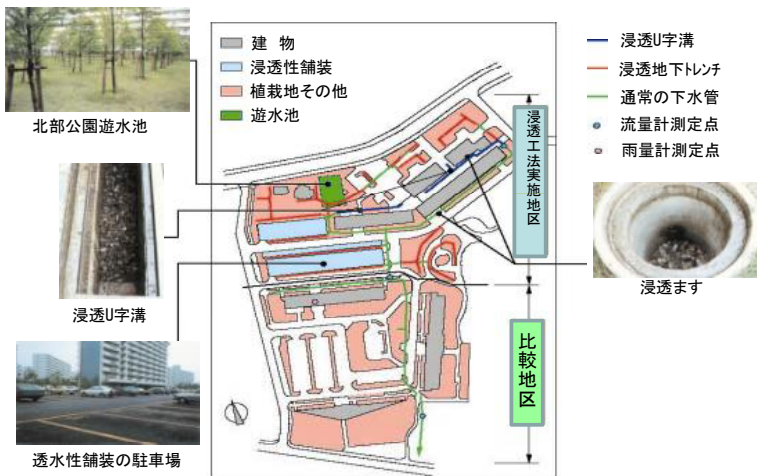 北部公園遊水池
浸透U字溝
透水性舗装の駐車場
建 物
浸透性舗装
植栽地その他
遊水池
浸透工法実施地区
比較地区
浸透U字溝
浸透地下トレンチ
通常の下水管
流量計測定点
雨量計測定点
浸透ます